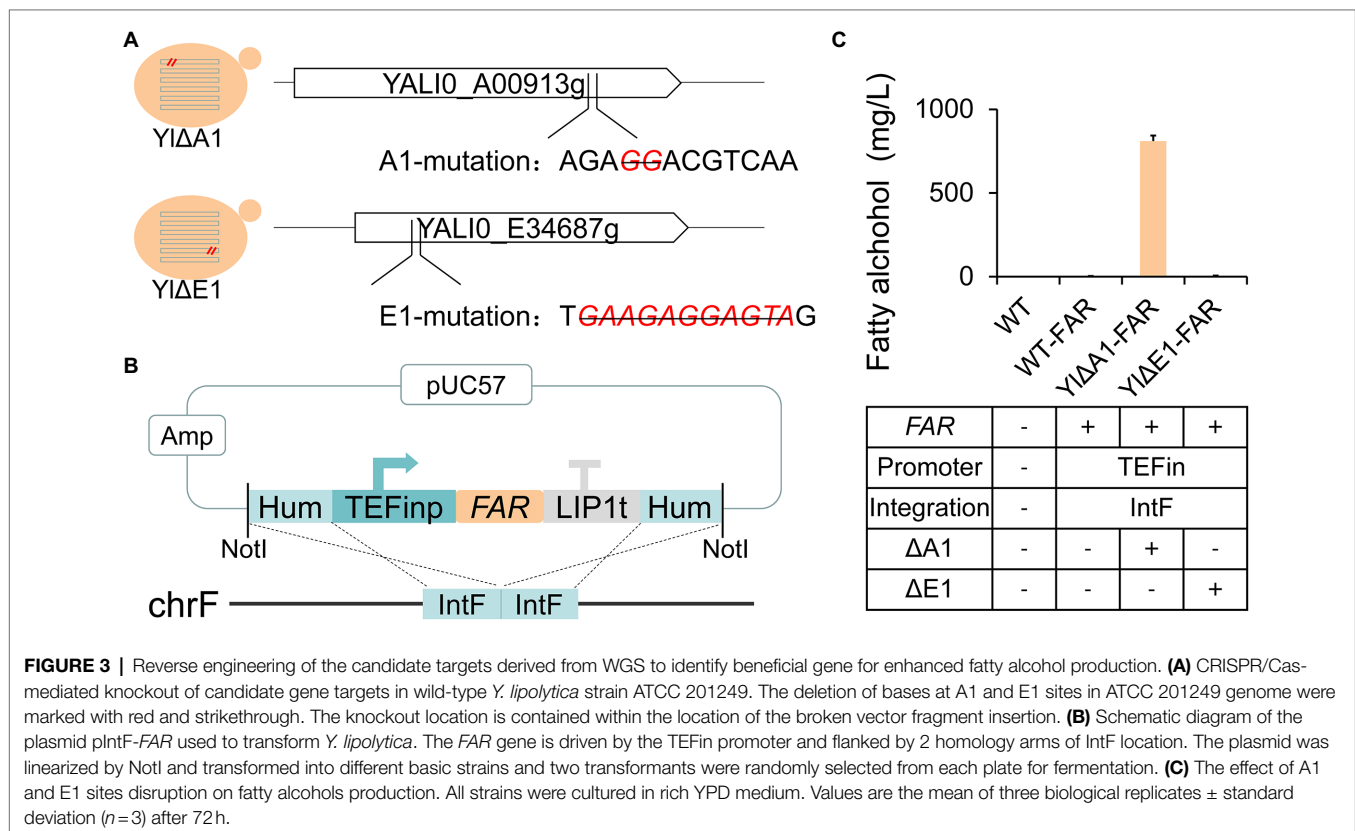 A
YlΔA1
YALI0_A00913g
A1-mutation: AGAGGACGTCAA
YlΔE1
YALI0_E34687g
E1-mutation: TGAAGAGGAGTAG
B
pUC57
Amp
Hum TEFinp FAR LIP1t Hum
NotI NotI
chrF IntF IntF
C
Fatty alchohol (mg/L)
1000
500
0
WT WT-FAR YlΔA1-FAR YlΔE1-FAR
FAR - + + +
Promoter - TEFin
Integration - IntF
ΔA1 - - + -
ΔE1 - - - +
FIGURE 3 | Reverse engineering of the candidate targets derived from WGS to identify beneficial gene for enhanced fatty alcohol production. (A) CRISPR/Cas-
mediated knockout of candidate gene targets in wild-type Y. lipolytica strain ATCC 201249. The deletion of bases at A1 and E1 sites in ATCC 201249 genome were
marked with red and strikethrough. The knockout location is contained within the location of the broken vector fragment insertion. (B) Schematic diagram of the
plasmid pIntF-FAR used to transform Y. lipolytica. The FAR gene is driven by the TEFin promoter and flanked by 2 homology arms of IntF location. The plasmid was
linearized by NotI and transformed into different basic strains and two transformants were randomly selected from each plate for fermentation. (C) The effect of A1
and E1 sites disruption on fatty alcohols production. All strains were cultured in rich YPD medium. Values are the mean of three biological replicates ± standard
deviation (n=3) after 72h.